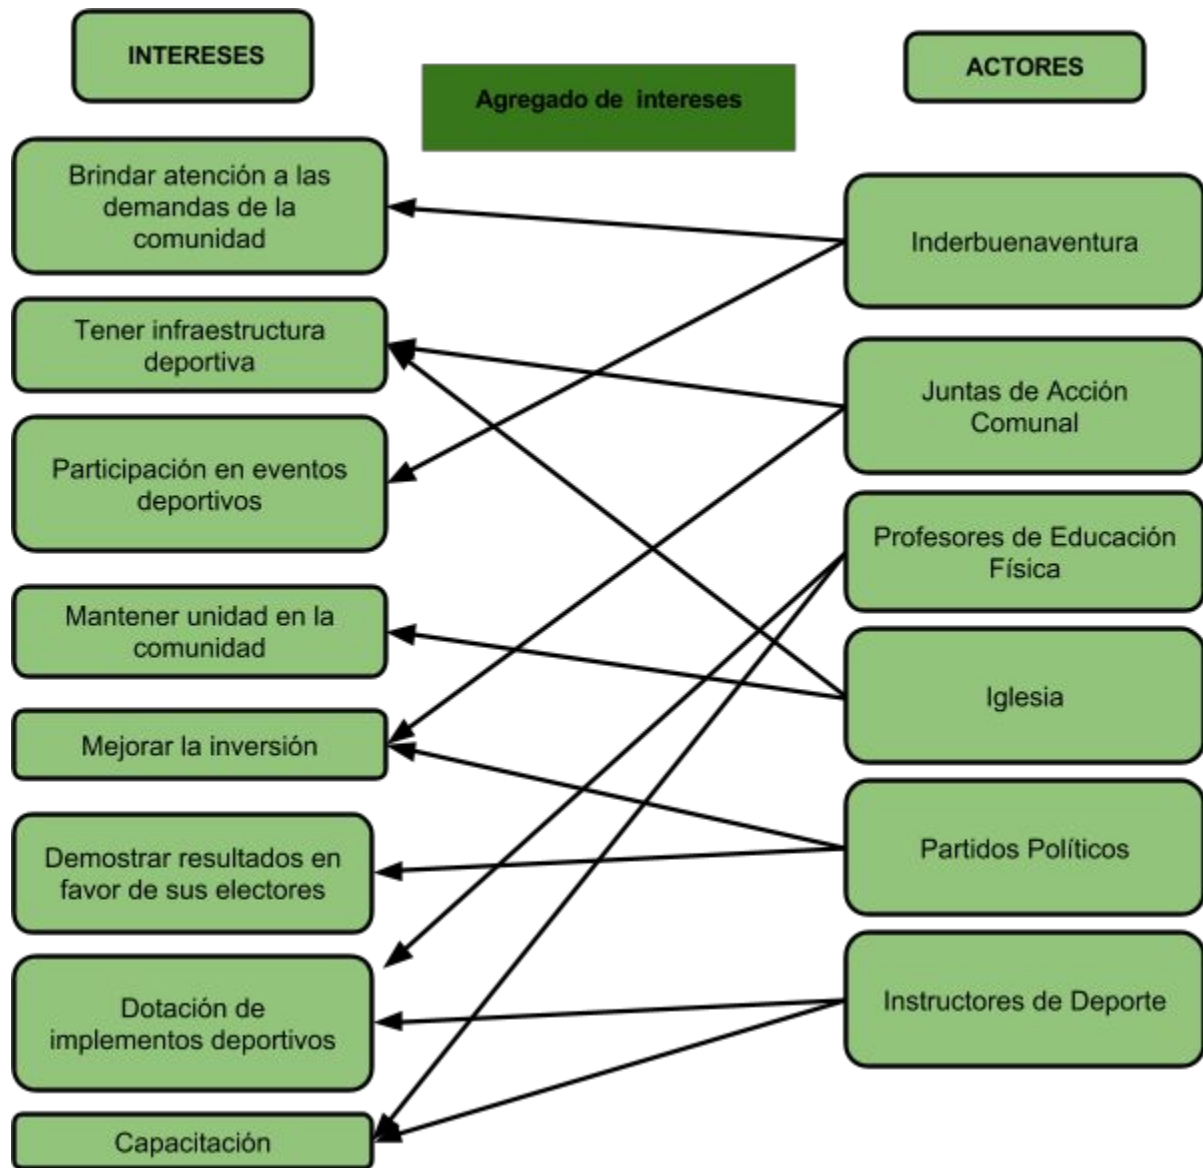 INTERESES
Agregado de intereses
ACTORES
Brindar atención a las
demandas de la
comunidad
Tener infraestructura
deportiva
Participación en eventos
deportivos
Mantener unidad en la
comunidad
Mejorar la inversión
Demostrar resultados en
favor de sus electores
Dotación de
implementos deportivos
Capacitación
Inderbuenaventura
Juntas de Acción
Comunal
Profesores de Educación
Física
Iglesia
Partidos Políticos
Instructores de Deporte